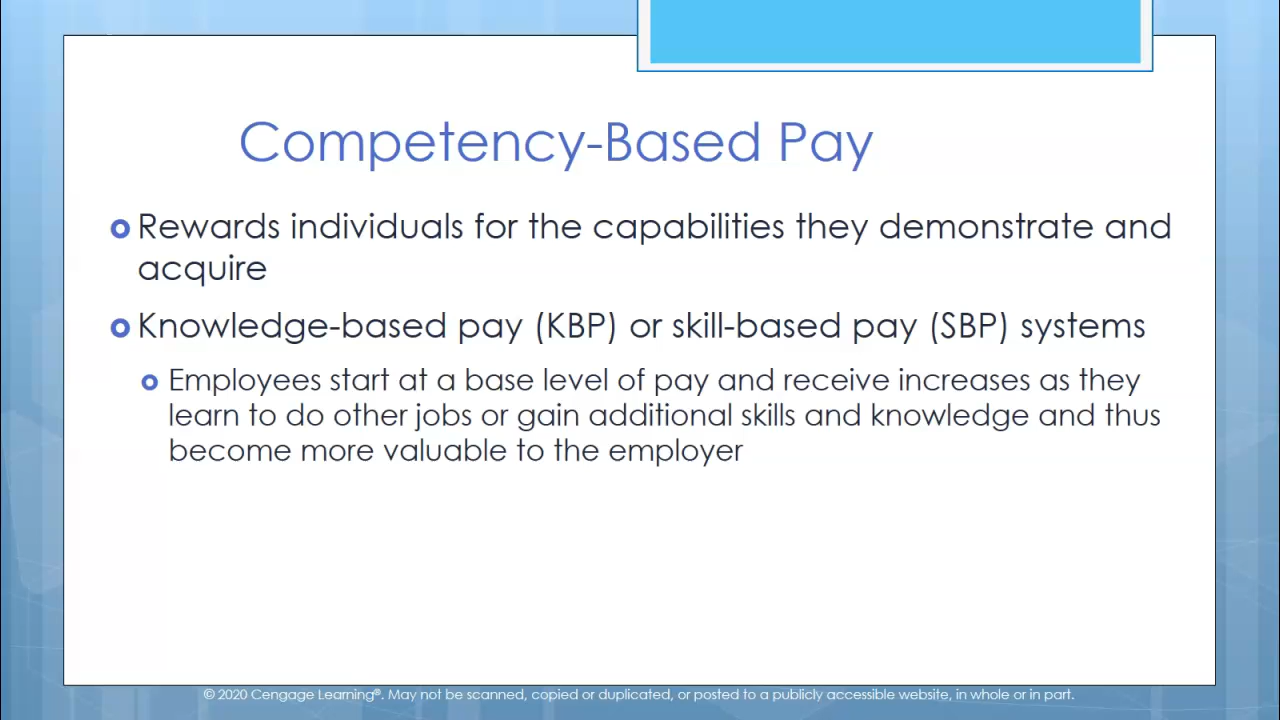 Competency-Based Pay
Rewards individuals for the capabilities they demonstrate and
acquire
Knowledge-based pay (KBP) or skill-based pay (SBP) systems
Employees start at a base level of pay and receive increases as they
learn to do other jobs or gain additional skills and knowledge and thus
become more valuable to the employer
© 2020 Cengage Learning®. May not be scanned, copied or duplicated, or posted to a publicly accessible website, in whole or in part.